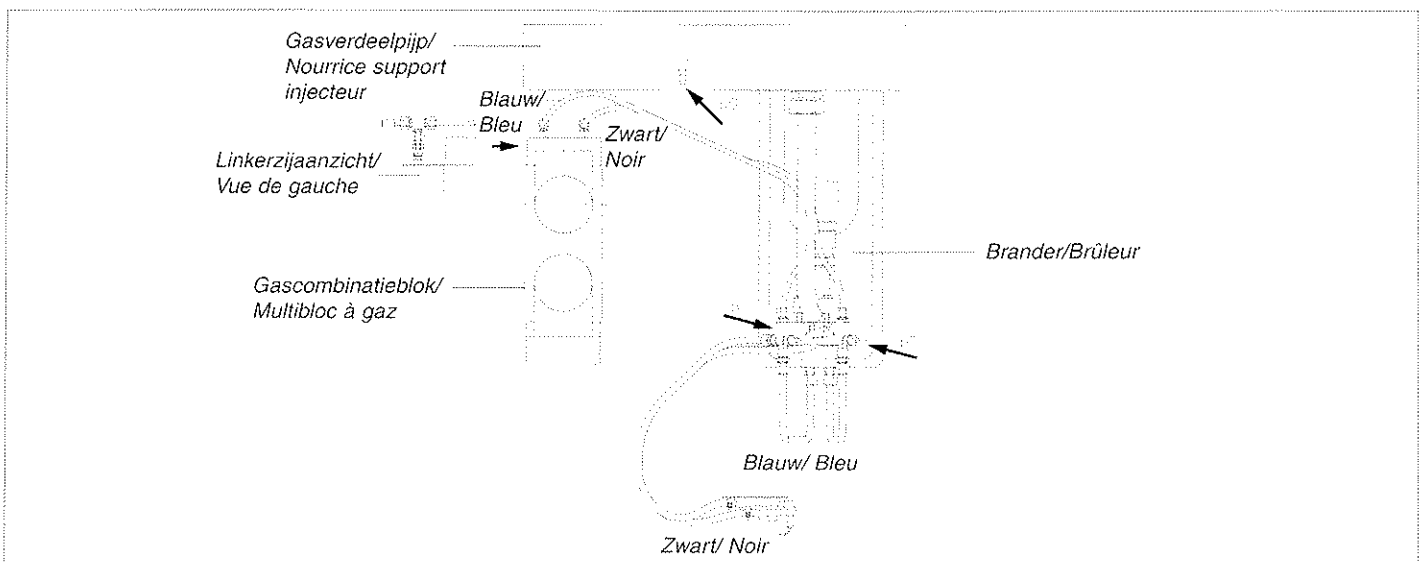 Gasverdeelpijp/
Nourrice support
injecteur
Blauw/
Bleu
Zwart/
Noir
Linkerzijaanzicht/
Vue de gauche
Brander/Brûleur
Gascombinatieblok/
Multibloc à gaz
Blauw/ Bleu
Zwart/ Noir